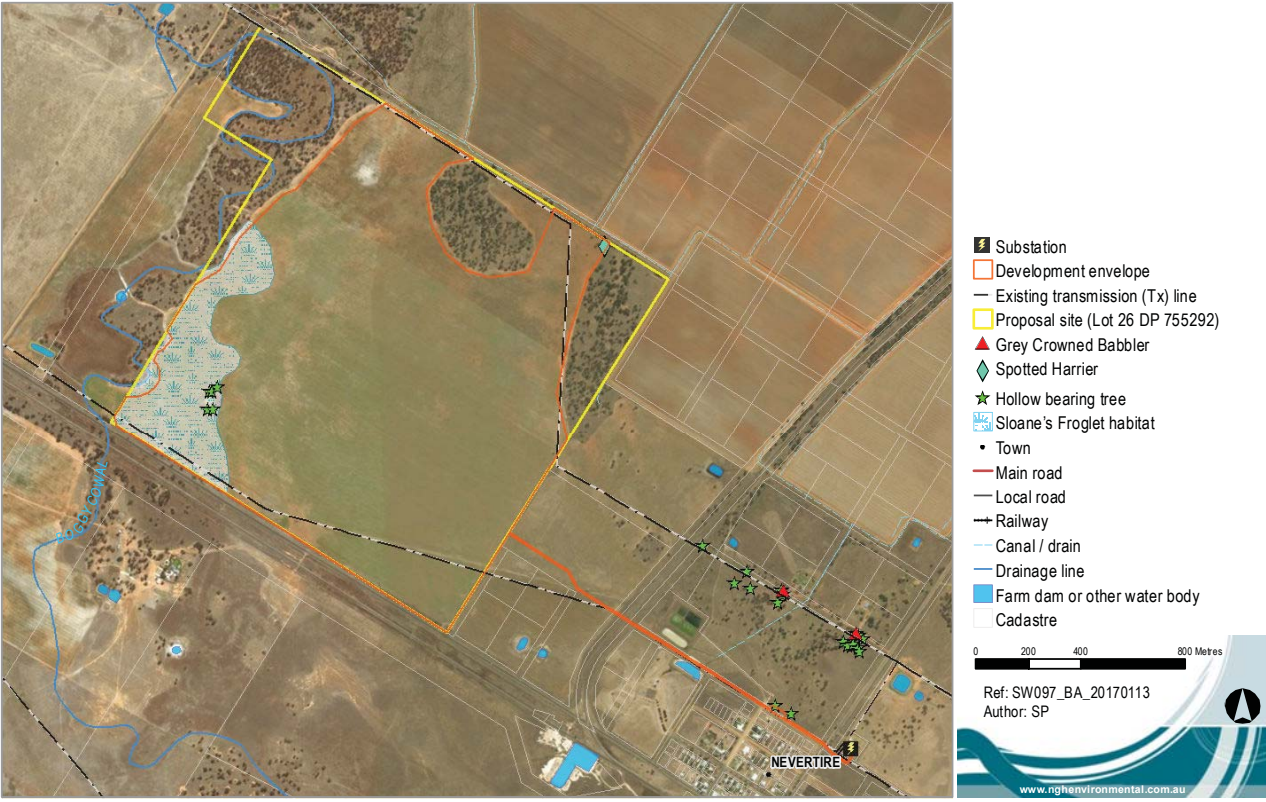 BELGBY COWAL
NEVERTIRE
Substation
Development envelope
Existing transmission (Tx) line
Proposal site (Lot 26 DP 755292)
Grey Crowned Babbler
Spotted Harrier
Hollow bearing tree
Sloane's Froglet habitat
Town
Main road
Local road
Railway
Canal / drain
Drainage line
Farm dam or other water body
Cadastre
0 200 400 800 Metres
Ref: SW097_BA_20170113
Author: SP
www.nghenvironmental.com.au